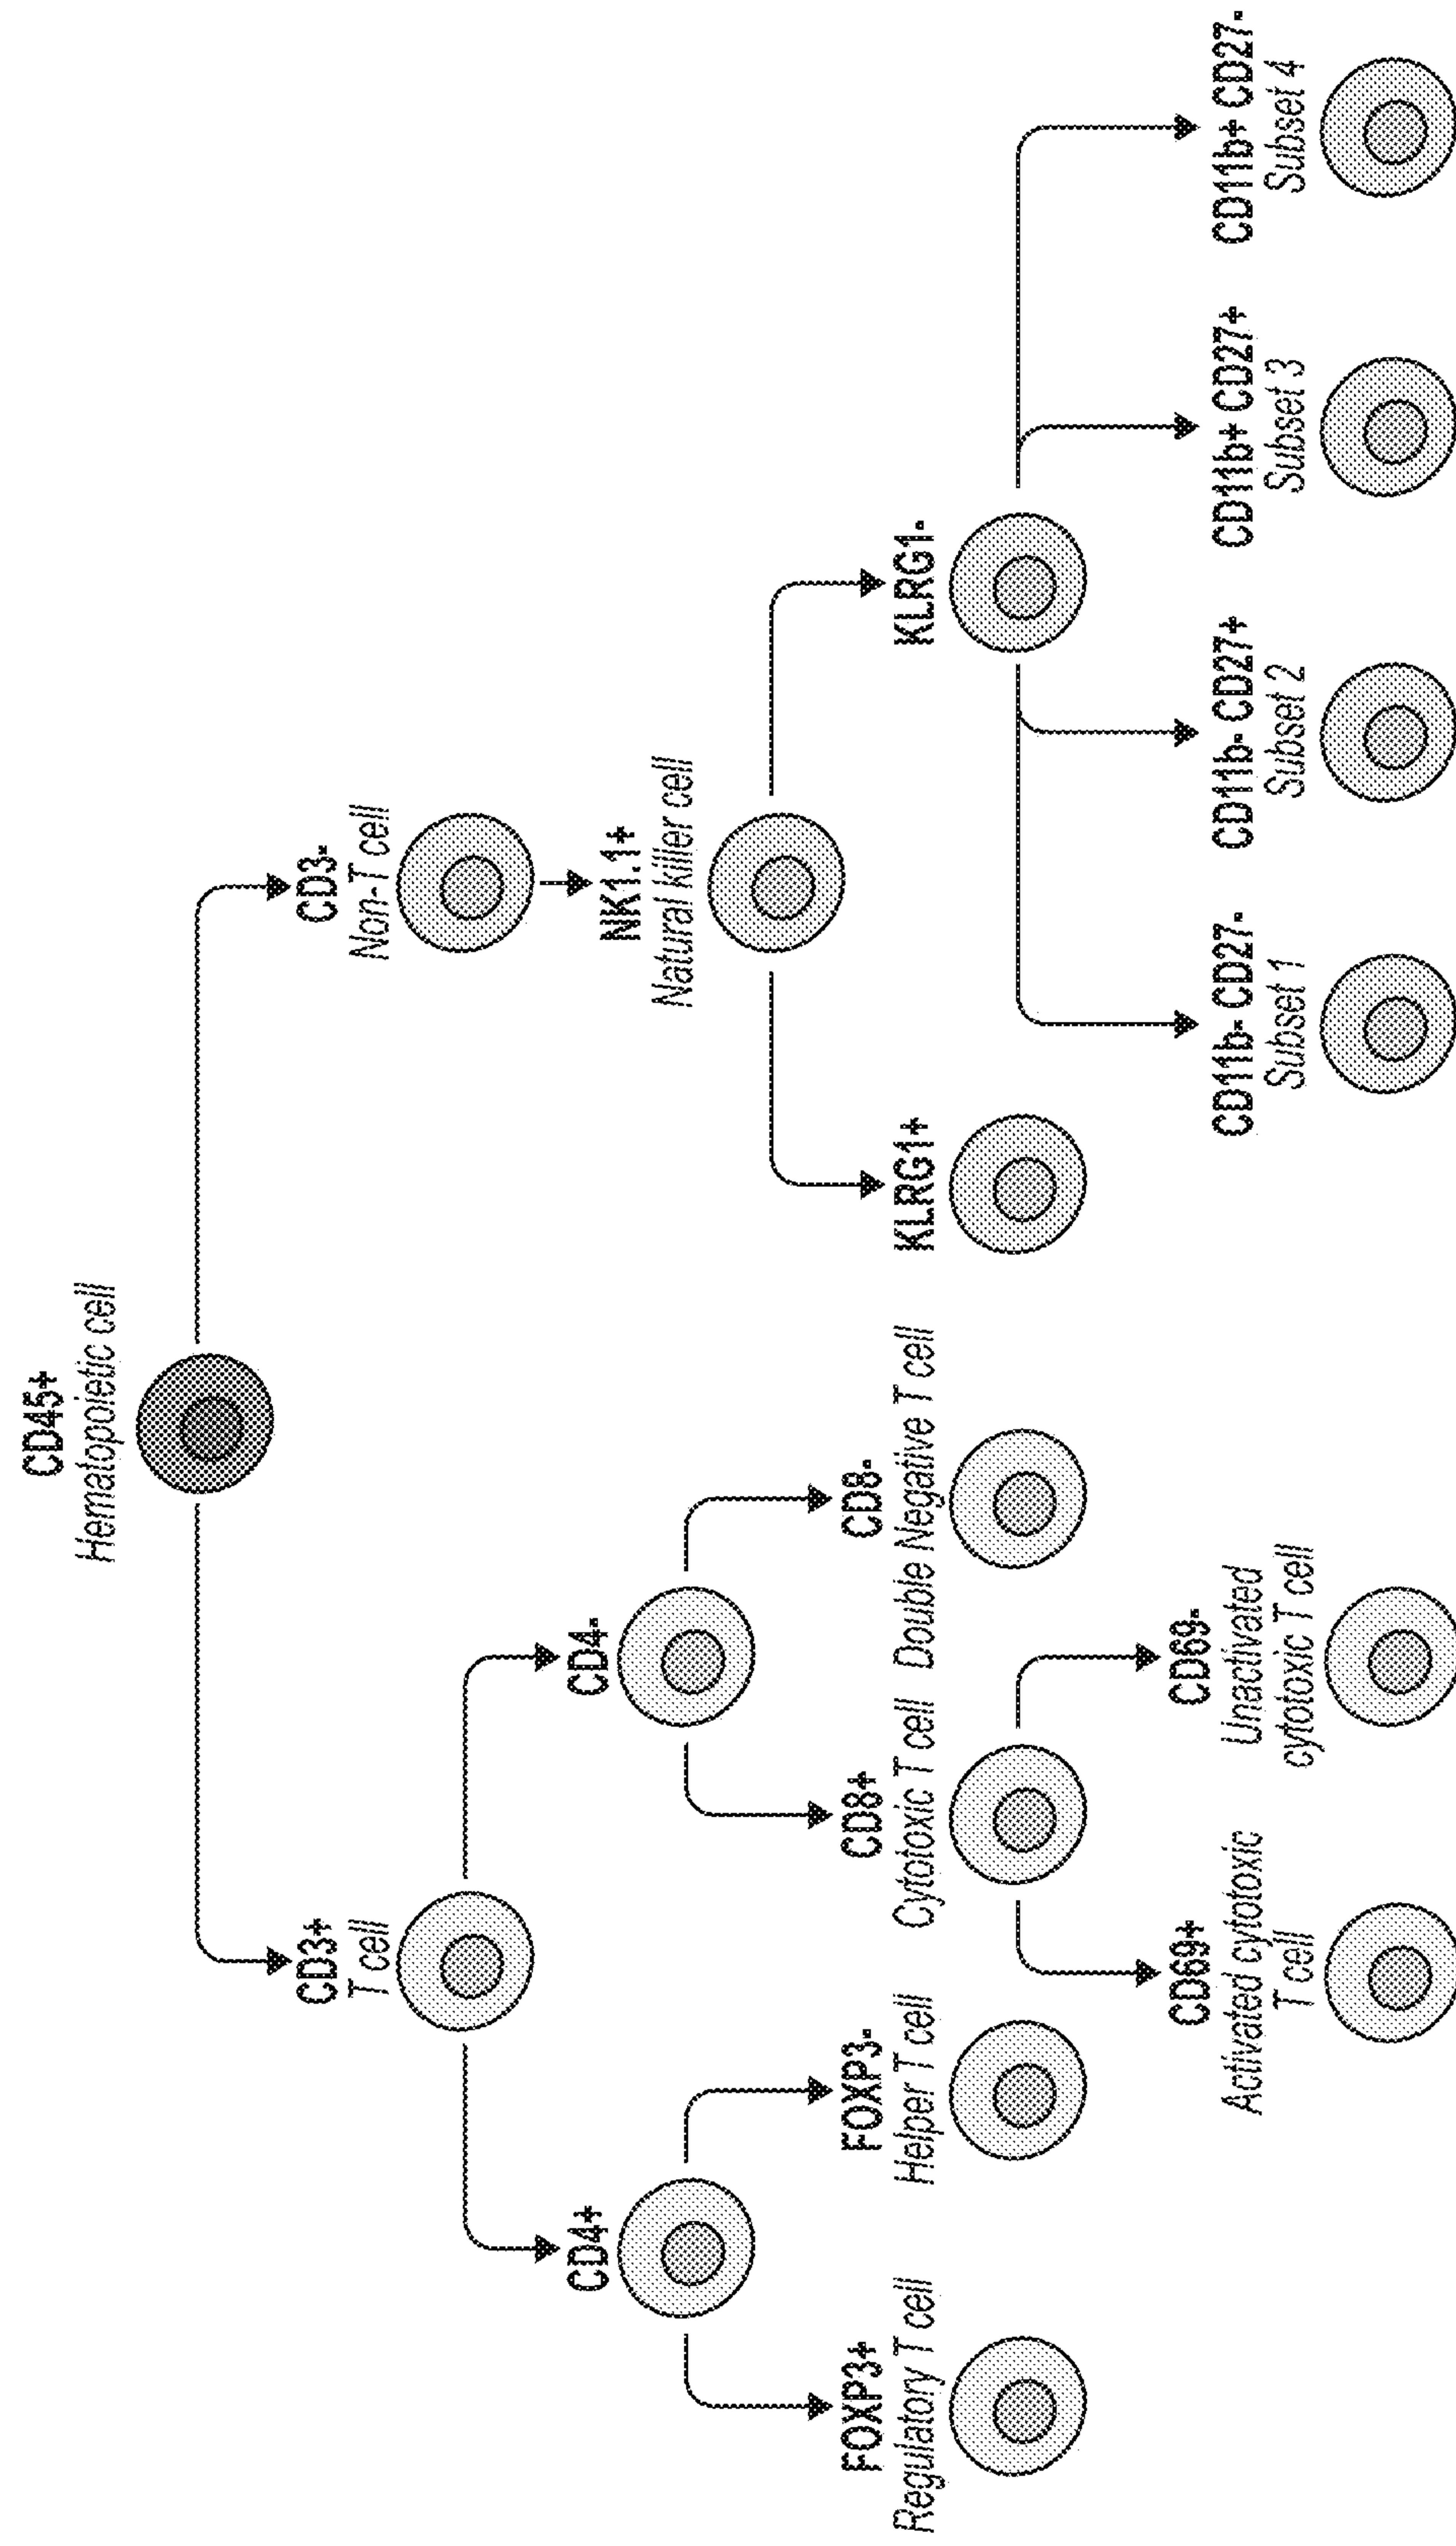 CD45+
Hematopoietic cell
CD3+
T cell
CD3-
Non-T cell
CD4+
CD4-
NK1.1+
Natural killer cell
FOXP3+
Regulatory T cell
FOXP3-
Helper T cell
CD8+
Cytotoxic T cell
CD8-
Double Negative T cell
KLRG1+
KLRG1-
CD69+
Activated cytotoxic
T cell
CD69-
Unactivated
cytotoxic T cell
CD11b- CD27-
Subset 1
CD11b- CD27+
Subset 2
CD11b+ CD27+
Subset 3
CD11b+ CD27-
Subset 4